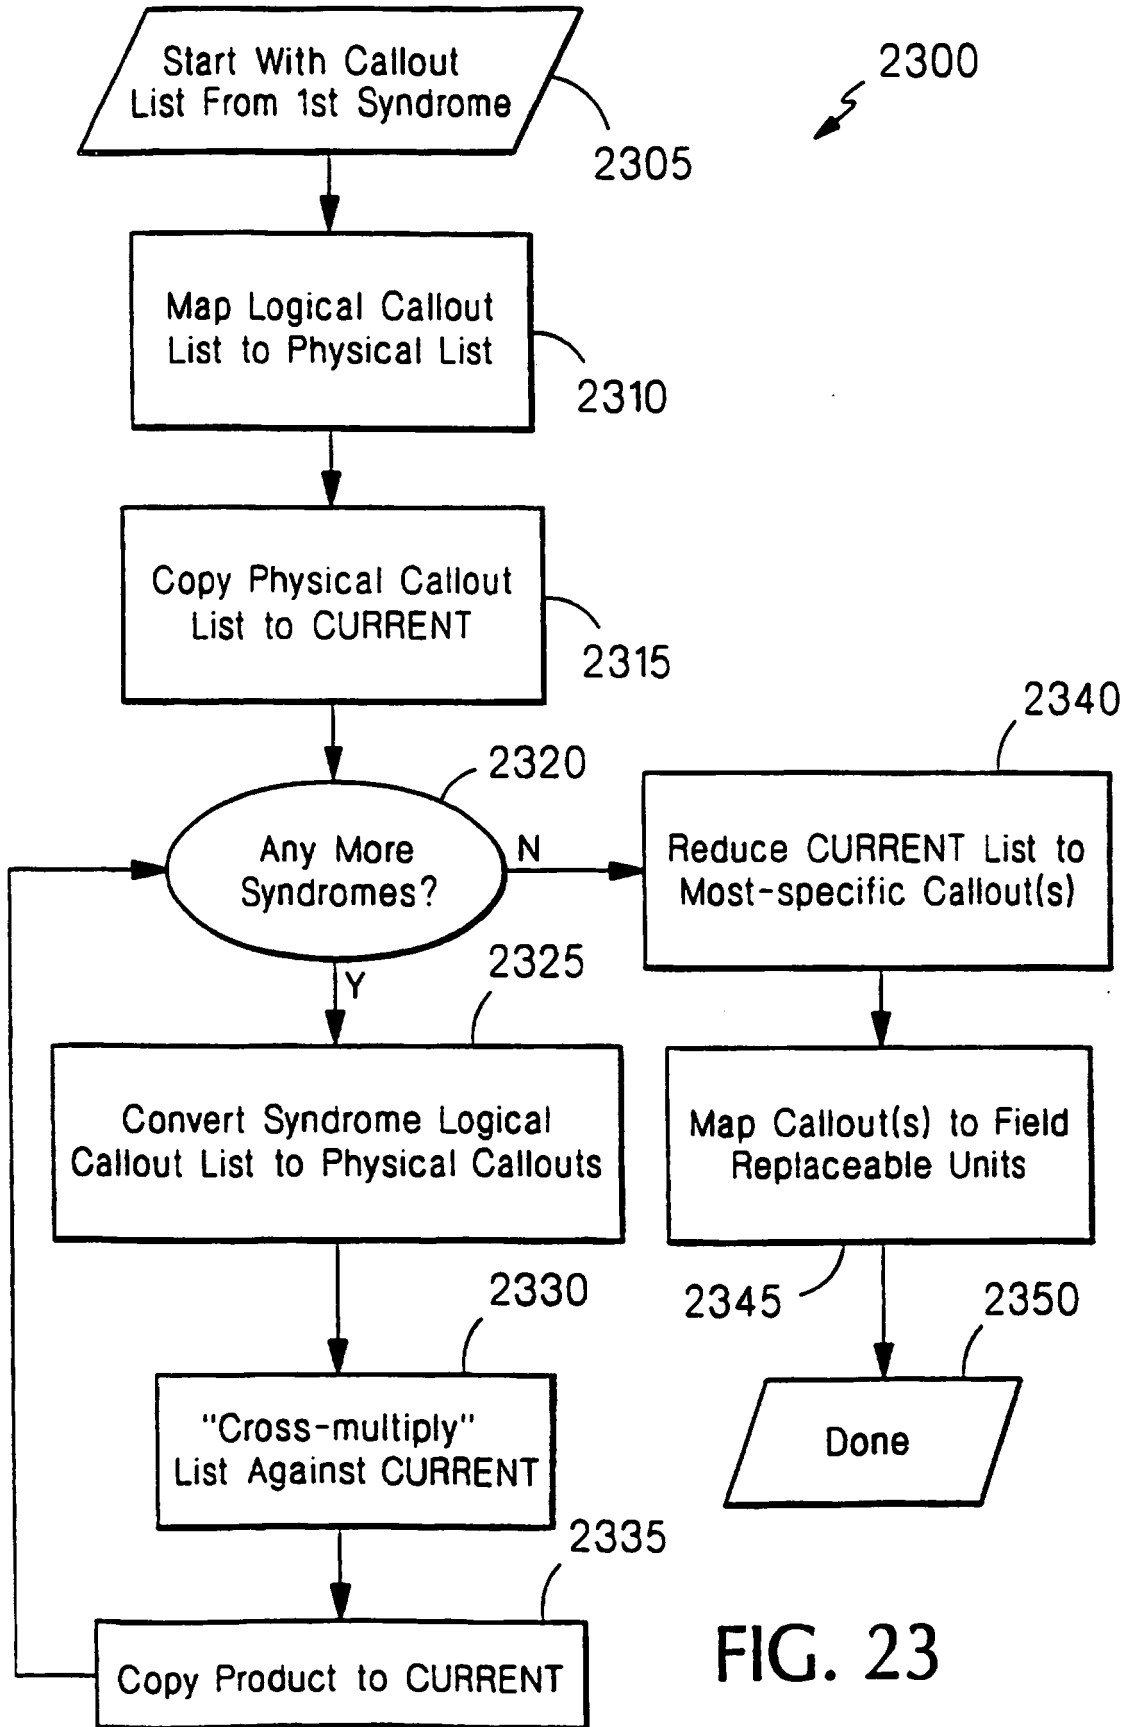 Start With Callout
List From 1st Syndrome
2300
2305
Map Logical Callout
List to Physical List
2310
Copy Physical Callout
List to CURRENT
2315
2320
Any More
Syndromes?
N
Y
2340
Reduce CURRENT List to
Most-specific Callout(s)
2325
Convert Syndrome Logical
Callout List to Physical Callouts
Map Callout(s) to Field
Replaceable Units
2345
2330
"Cross-multiply"
List Against CURRENT
2350
Done
2335
Copy Product to CURRENT
FIG. 23